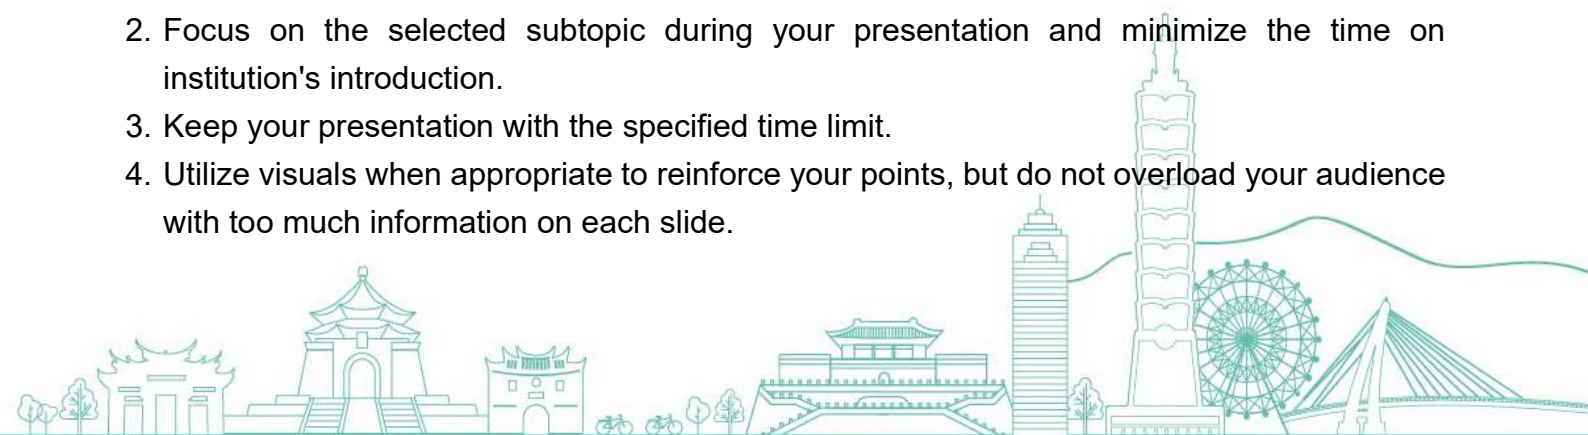 2. Focus on the selected subtopic during your presentation and minimize the time on
institution's introduction.
3. Keep your presentation with the specified time limit.
4. Utilize visuals when appropriate to reinforce your points, but do not overload your audience
with too much information on each slide.